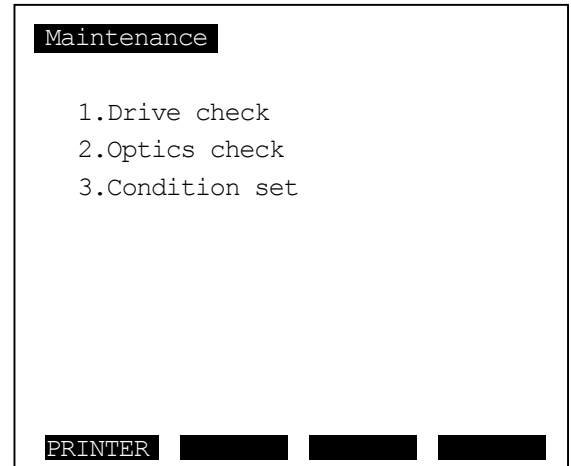 Maintenance
1.Drive check
2.Optics check
3.Condition set
PRINTER